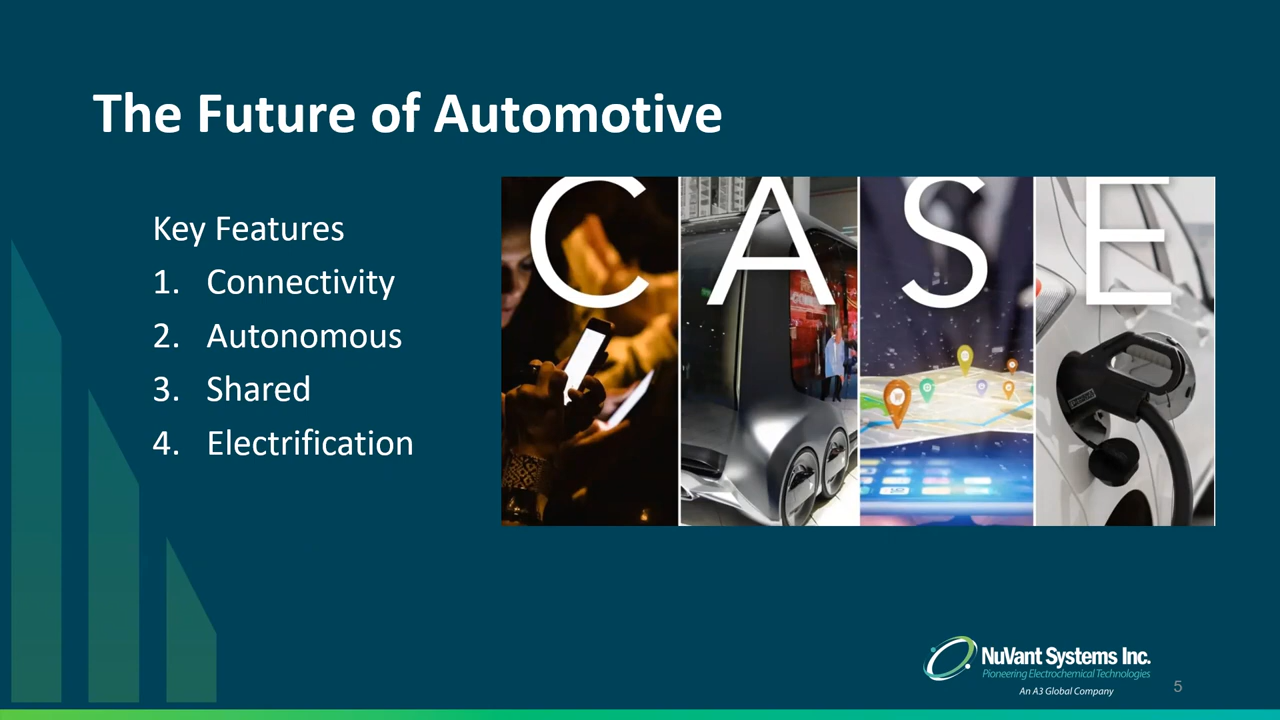 The Future of Automotive
Key Features
1. Connectivity
2. Autonomous
3. Shared
4. Electrification
C A S E
NuVant Systems Inc.
Pioneering Electrochemical Technologies
An A3 Global Company
5